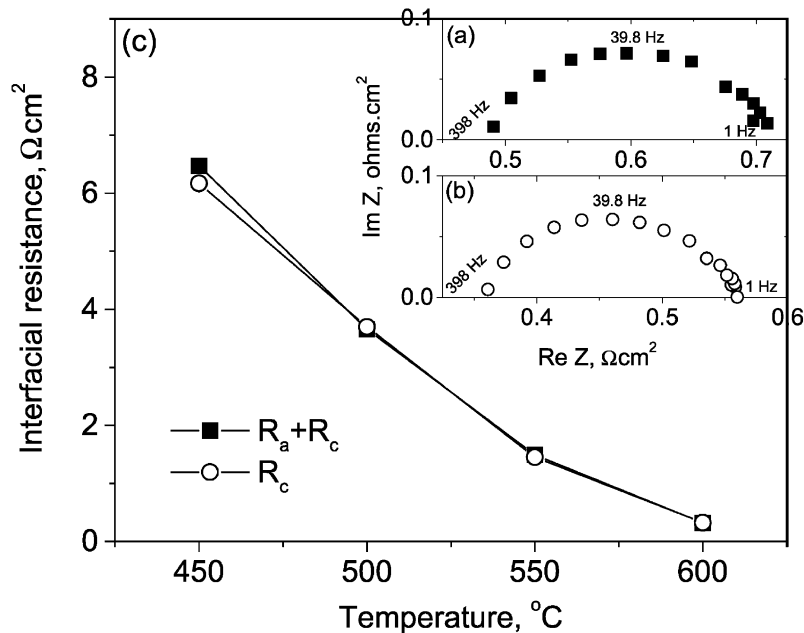 (c)
8
6
4
2
0
450
500
550
600
Interfacial resistance, Ωcm²
Temperature, °C
Rₐ+R_c
R_c
(a)
0.1
0.0
39.8 Hz
398 Hz
1 Hz
0.5
0.6
0.7
Im Z, ohms.cm²
(b)
0.1
0.0
39.8 Hz
398 Hz
1 Hz
0.4
0.5
0.6
Re Z, Ωcm²